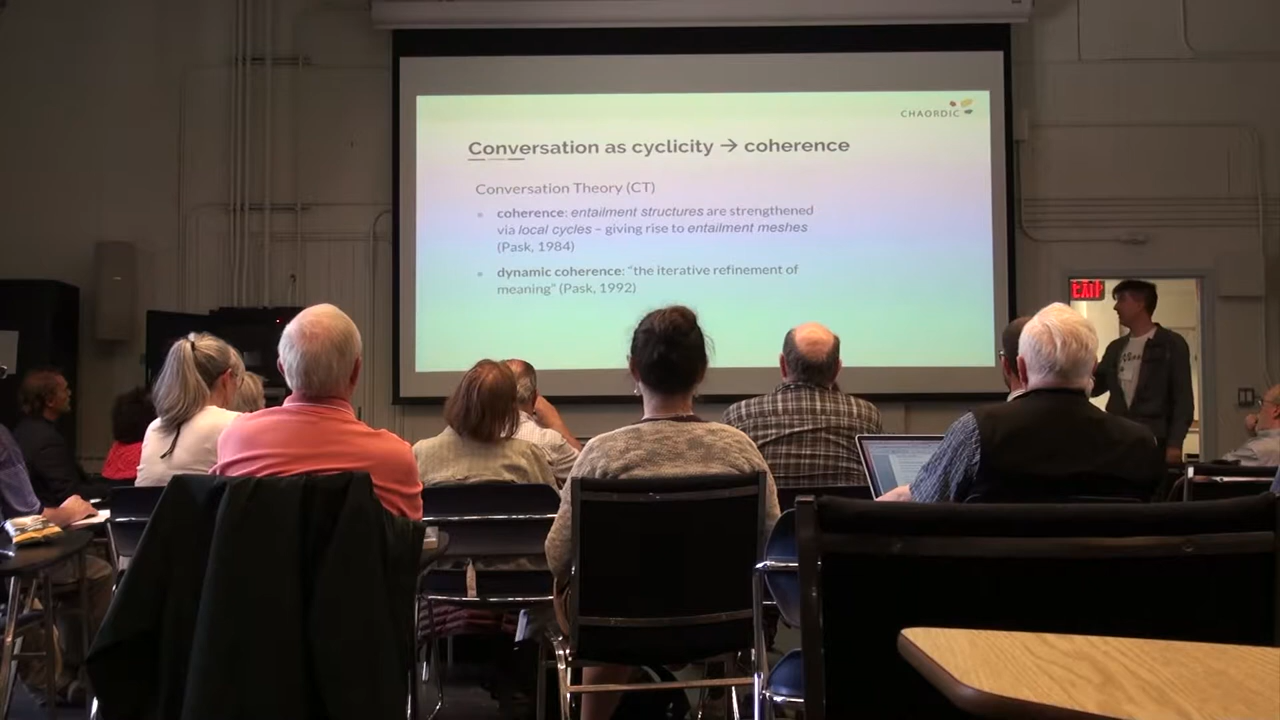 CHAORDIC
Conversation as cyclicity → coherence
Conversation Theory (CT)
coherence: entailment structures are strengthened
via local cycles – giving rise to entailment meshes
(Pask, 1984)
dynamic coherence: "the iterative refinement of
meaning" (Pask, 1992)
EXIT